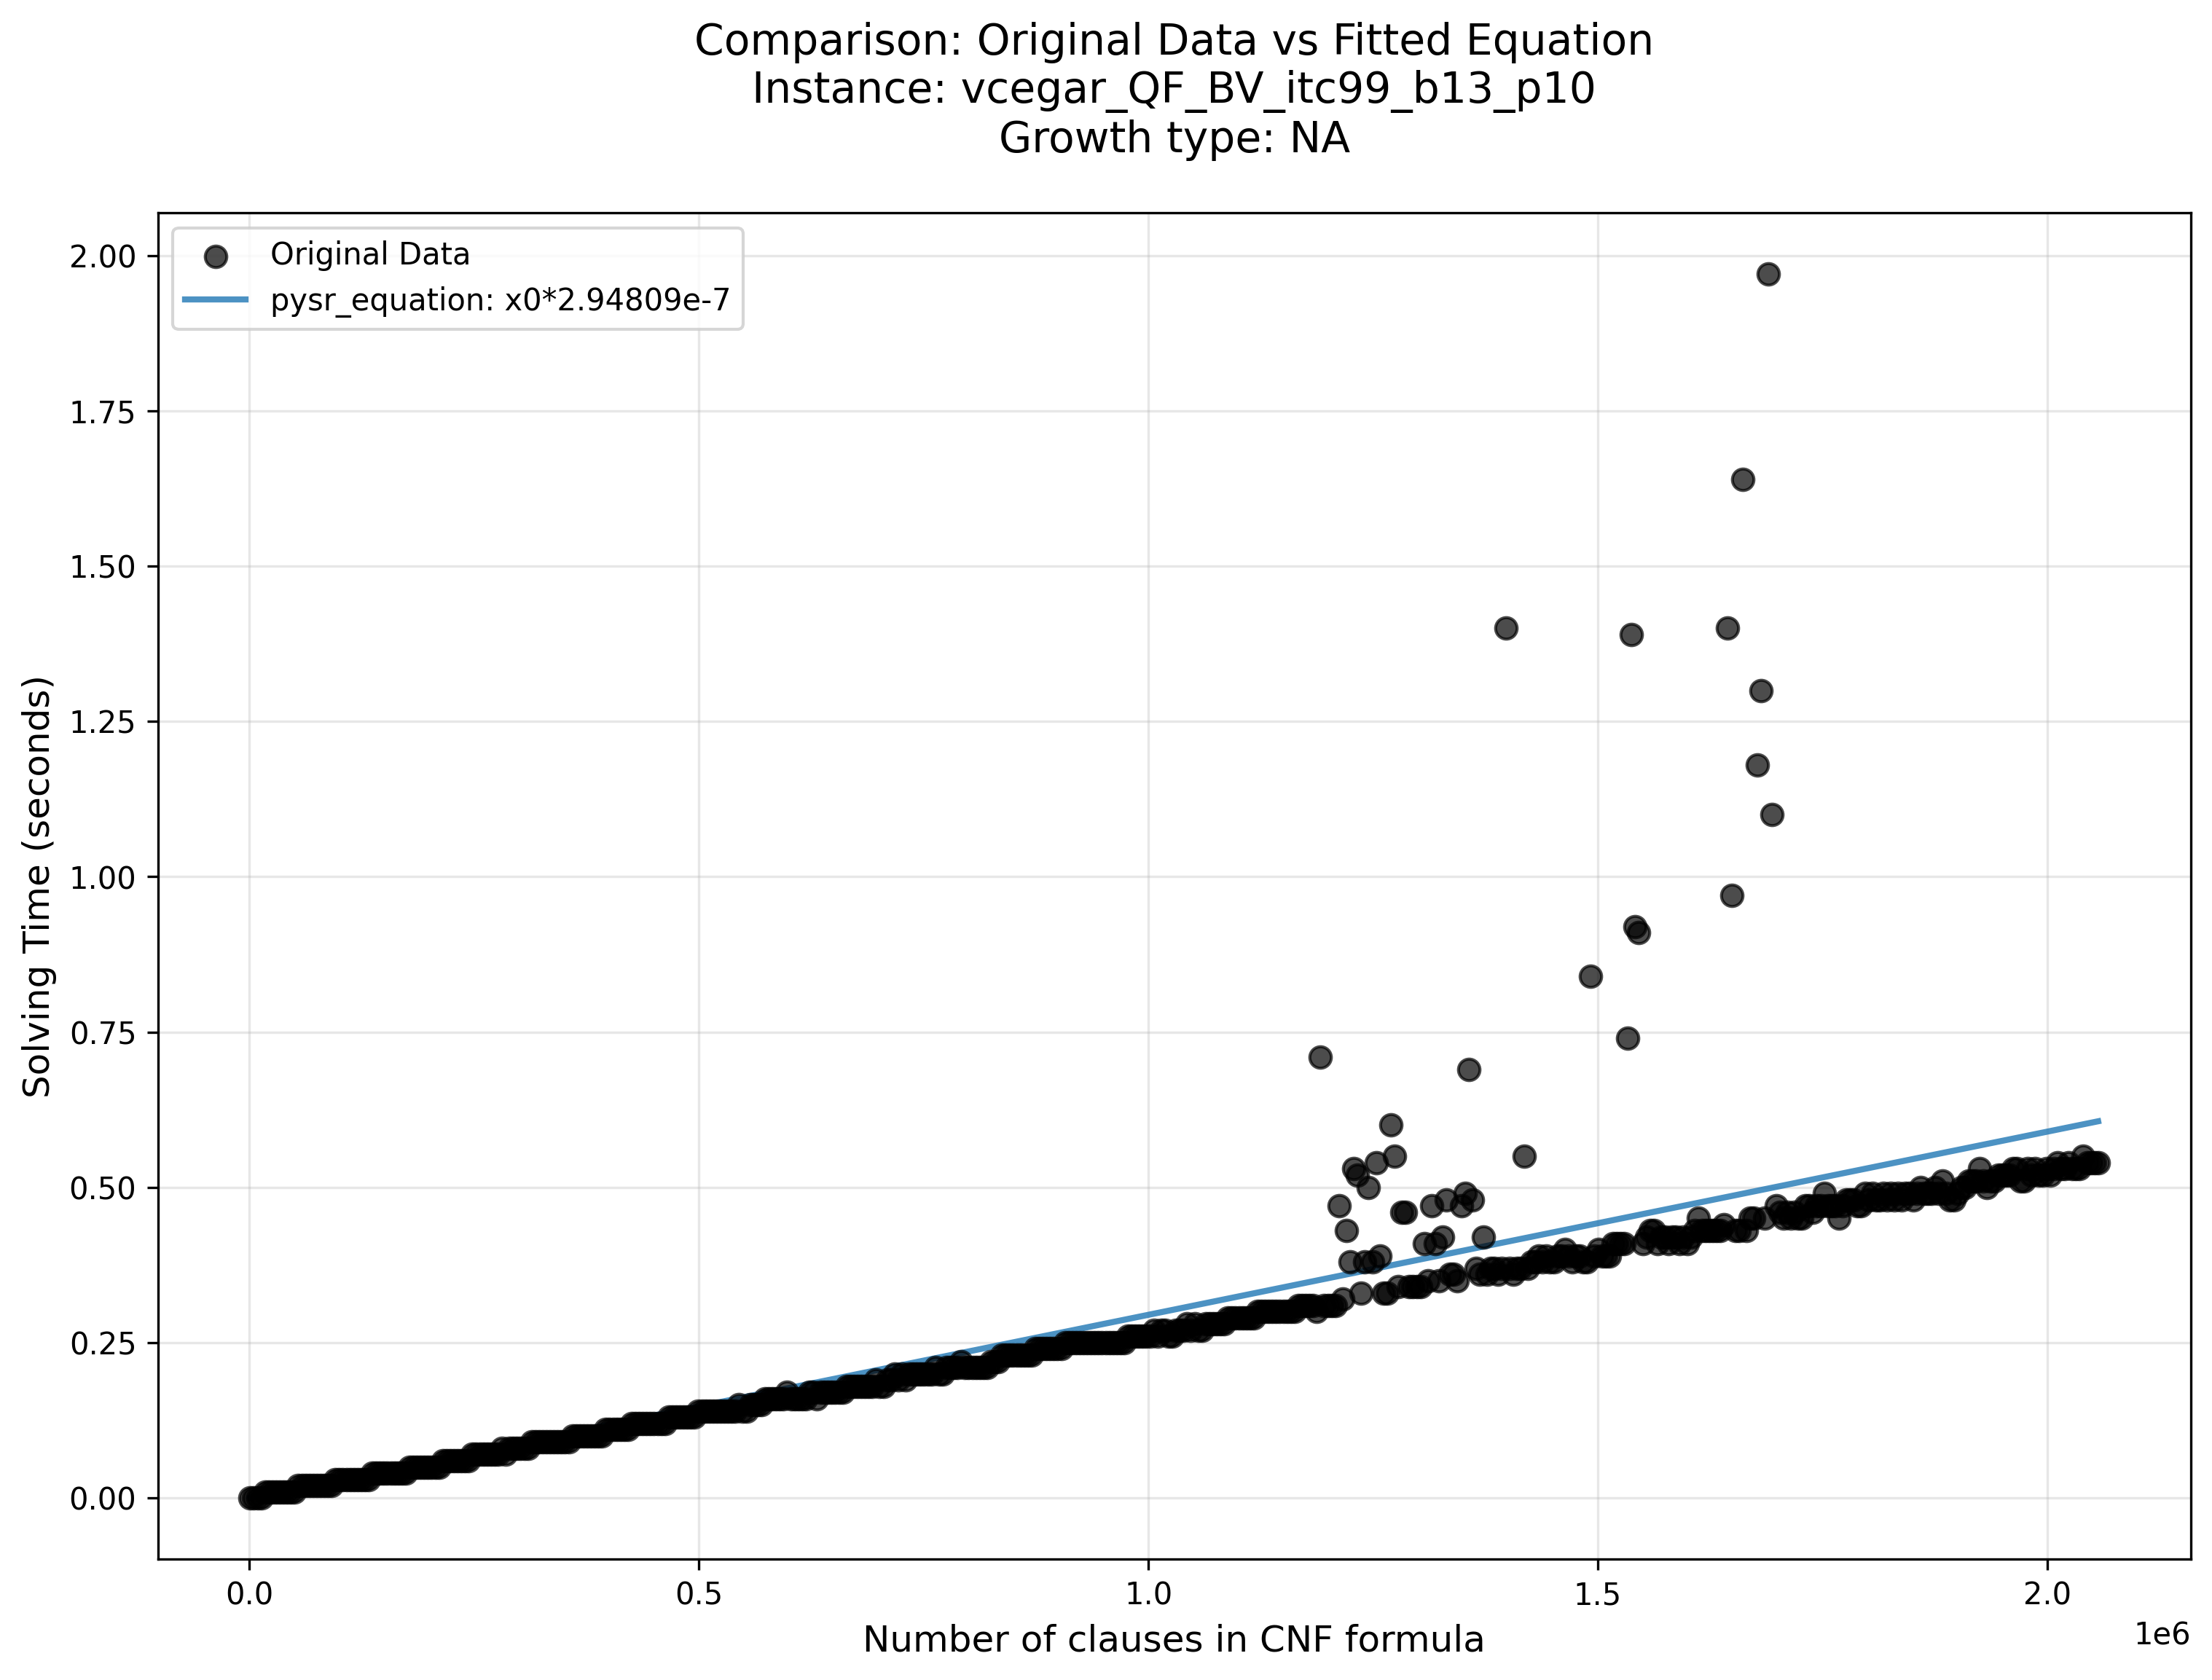 Comparison: Original Data vs Fitted Equation
Instance: vcegar_QF_BV_itc99_b13_p10
Growth type: NA
Original Data
pysr_equation: x0*2.94809e-7
2.00
1.75
1.50
1.25
1.00
0.75
0.50
0.25
0.00
Solving Time (seconds)
0.0 0.5 1.0 1.5 2.0
1e6
Number of clauses in CNF formula